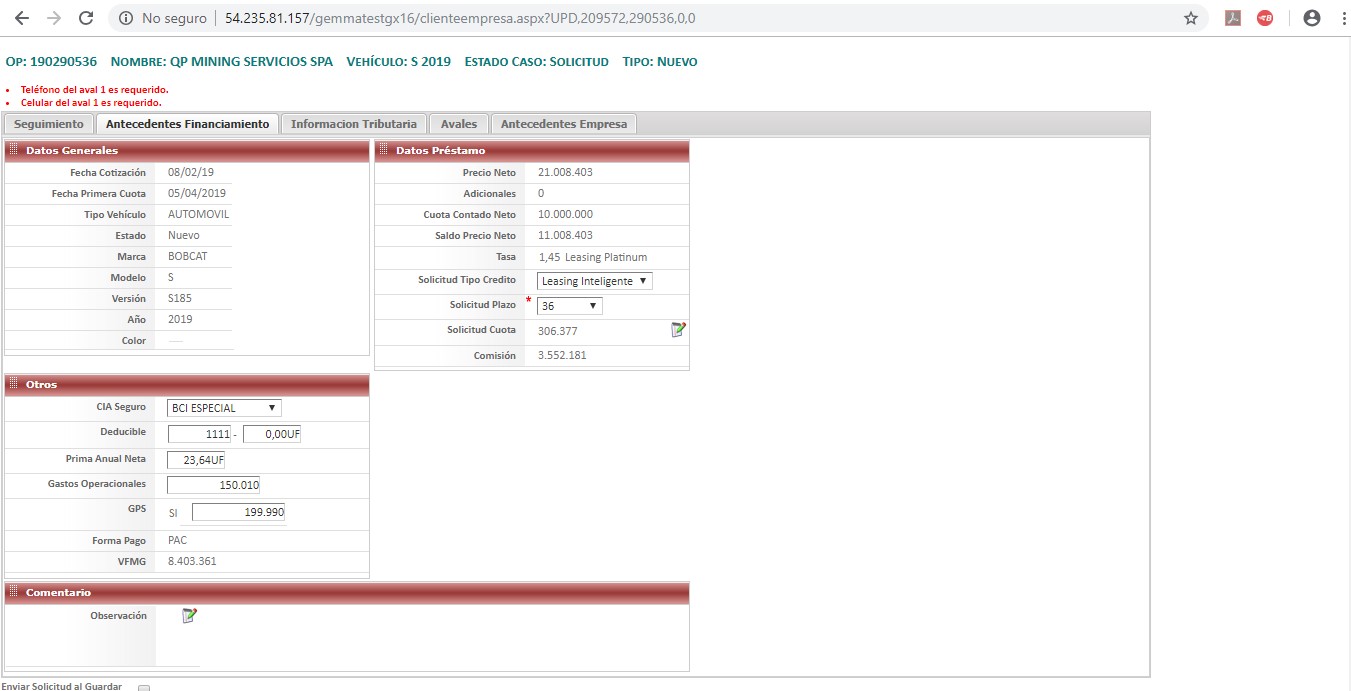 No seguro | 54.235.81.157/gemmatestgx16/clienteempresa.aspx?UPD,209572,290536,0,0
OP: 190290536 NOMBRE: QP MINING SERVICIOS SPA VEHÍCULO: S 2019 ESTADO CASO: SOLICITUD TIPO: NUEVO
• Teléfono del aval 1 es requerido.
• Celular del aval 1 es requerido.
Seguimiento Antecedentes Financiamiento Informacion Tributaria Avales Antecedentes Empresa
Datos Generales
Fecha Cotización 08/02/19
Fecha Primera Cuota 05/04/2019
Tipo Vehículo AUTOMOVIL
Estado Nuevo
Marca BOBCAT
Modelo S
Versión S185
Año 2019
Color
Datos Préstamo
Precio Neto 21.008.403
Adicionales 0
Cuota Contado Neto 10.000.000
Saldo Precio Neto 11.008.403
Tasa 1,45 Leasing Platinum
Solicitud Tipo Credito Leasing Inteligente
Solicitud Plazo * 36
Solicitud Cuota 306.377
Comisión 3.552.181
Otros
CIA Seguro BCI ESPECIAL
Deducible 1111 - 0,00UF
Prima Anual Neta 23,64UF
Gastos Operacionales 150.010
GPS SI 199.990
Forma Pago PAC
VFMG 8.403.361
Comentario
Observación
Enviar Solicitud al Guardar